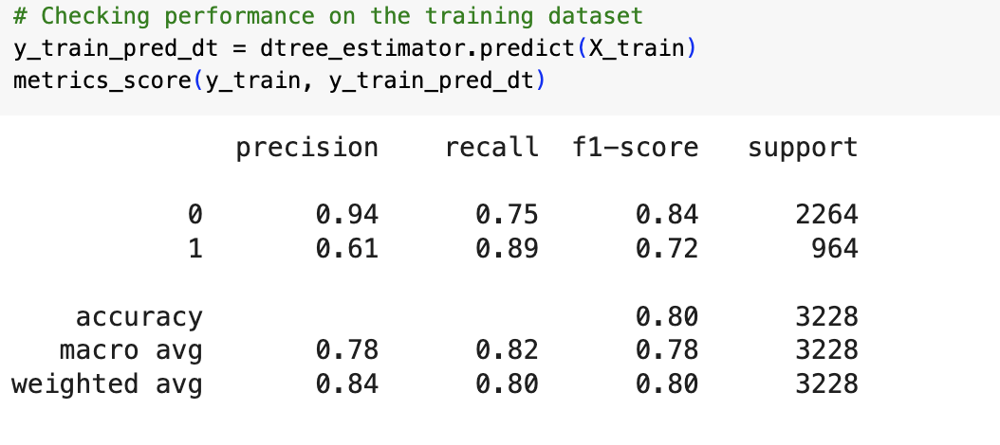 # Checking performance on the training dataset
y_train_pred_dt = dtree_estimator.predict(X_train)
metrics_score(y_train, y_train_pred_dt)
precision recall f1-score support
0 0.94 0.75 0.84 2264
1 0.61 0.89 0.72 964
accuracy 0.80 3228
macro avg 0.78 0.82 0.78 3228
weighted avg 0.84 0.80 0.80 3228